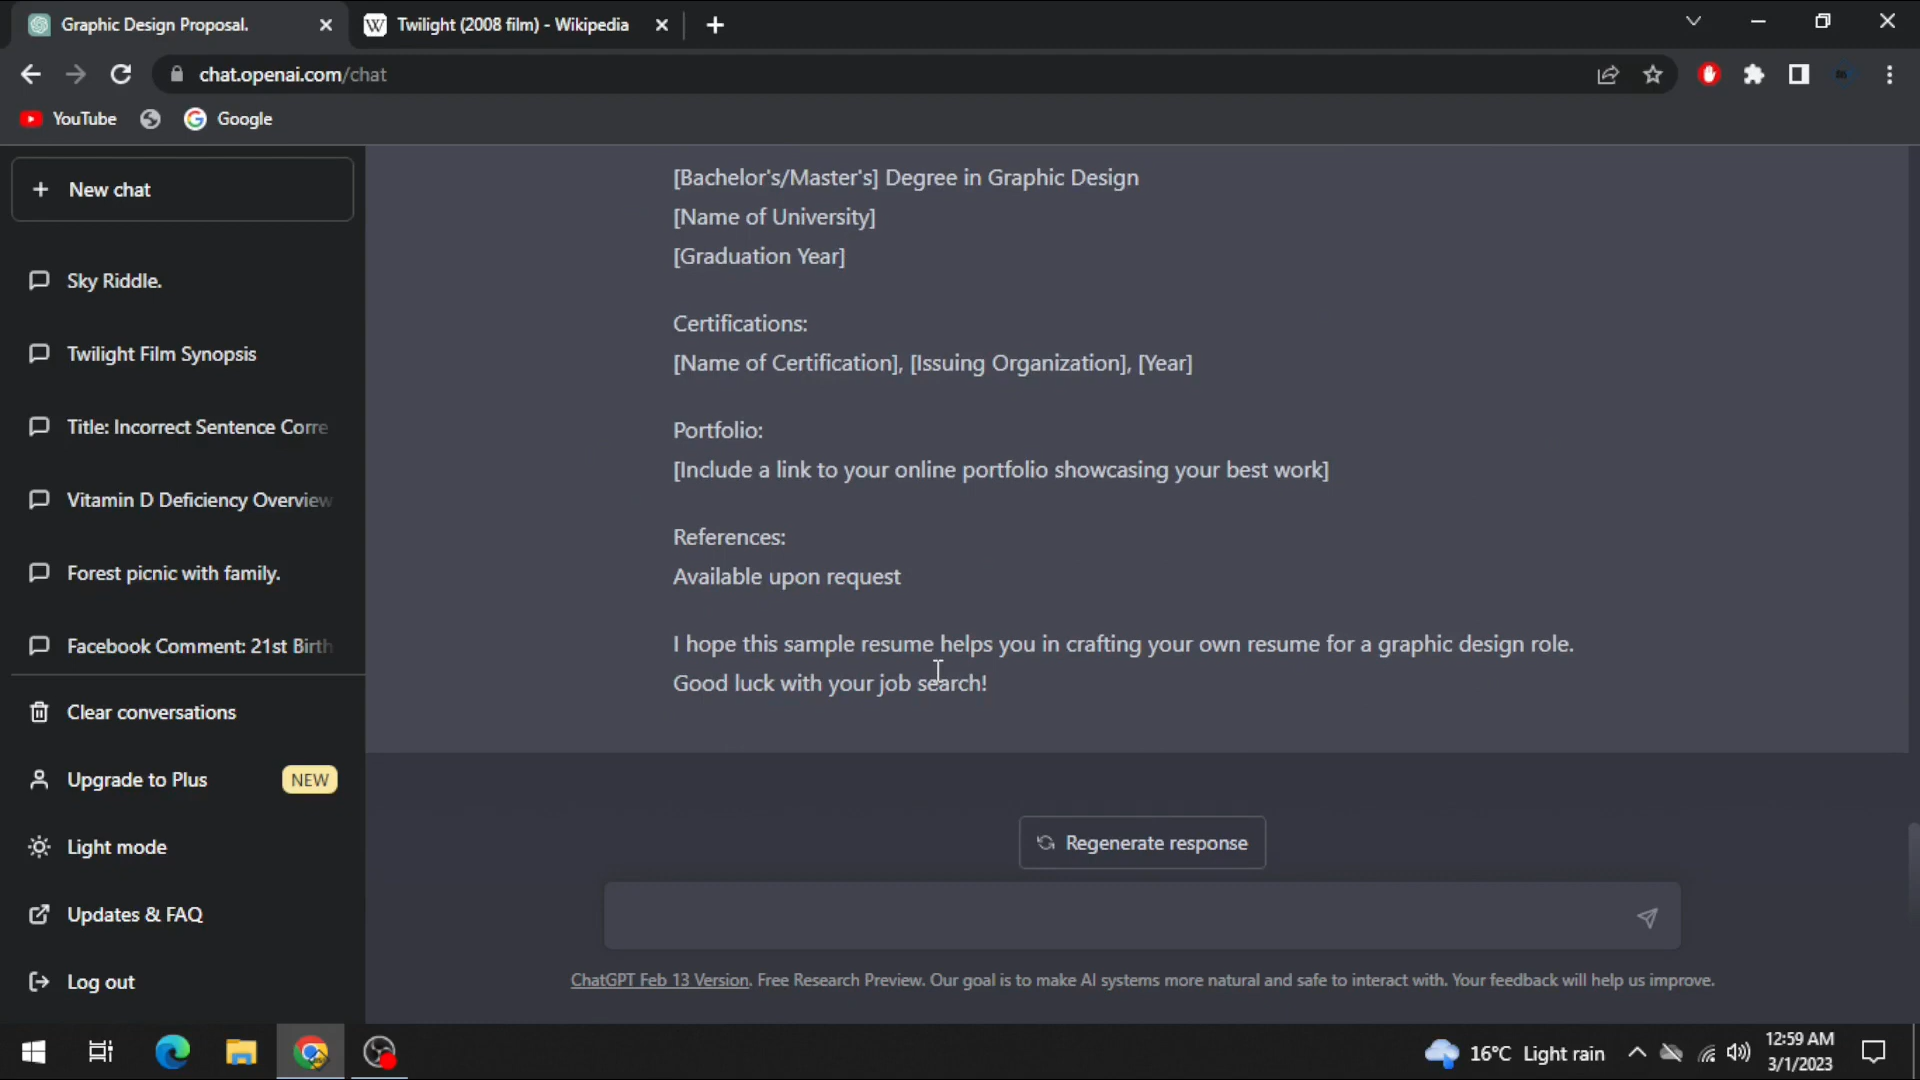 Graphic Design Proposal.
W Twilight (2008 film) - Wikipedia
chat.openai.com/chat
YouTube
Google
New chat
Sky Riddle.
Twilight Film Synopsis
Title: Incorrect Sentence Corre
Vitamin D Deficiency Overview
Forest picnic with family.
Facebook Comment: 21st Birth
Clear conversations
Upgrade to Plus NEW
Light mode
Updates & FAQ
Log out
[Bachelor's/Master's] Degree in Graphic Design
[Name of University]
[Graduation Year]
Certifications:
[Name of Certification], [Issuing Organization], [Year]
Portfolio:
[Include a link to your online portfolio showcasing your best work]
References:
Available upon request
I hope this sample resume helps you in crafting your own resume for a graphic design role.
Good luck with your job search!
Regenerate response
ChatGPT Feb 13 Version. Free Research Preview. Our goal is to make AI systems more natural and safe to interact with. Your feedback will help us improve.
16°C Light rain
12:59 AM
3/1/2023